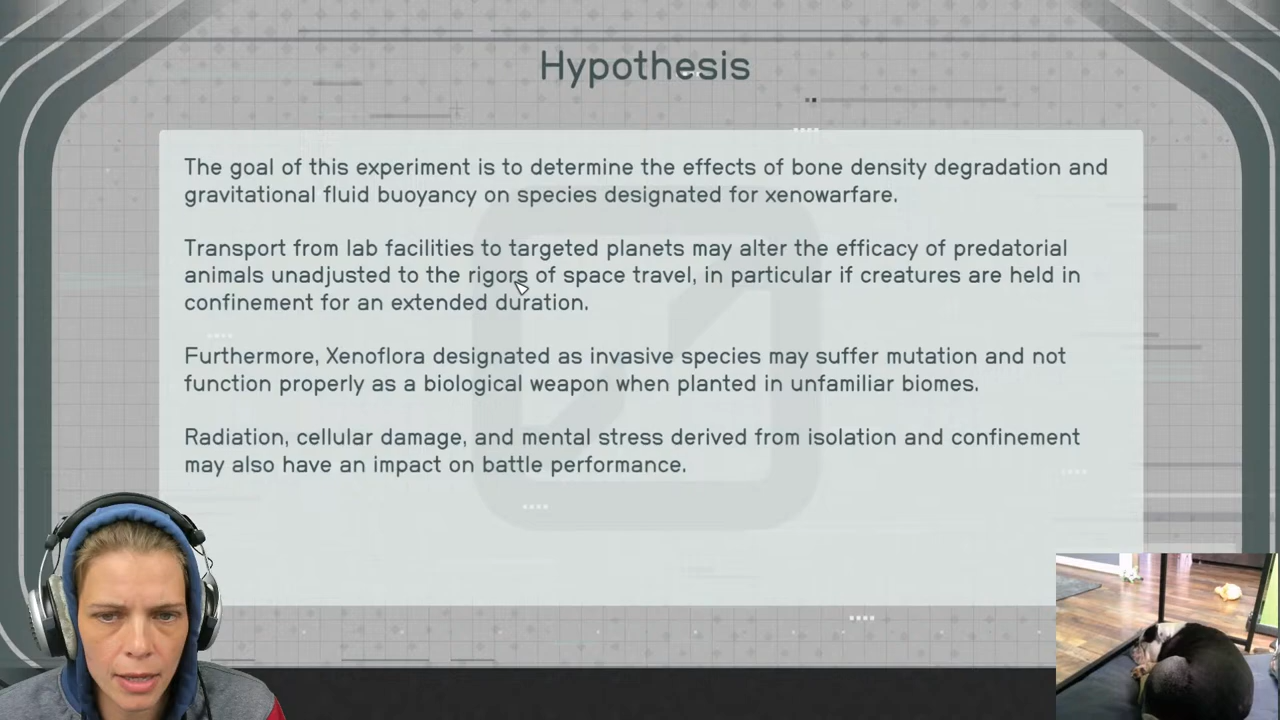 Hypothesis
The goal of this experiment is to determine the effects of bone density degradation and
gravitational fluid buoyancy on species designated for xenowarfare.
Transport from lab facilities to targeted planets may alter the efficacy of predatorial
animals unadjusted to the rigors of space travel, in particular if creatures are held in
confinement for an extended duration.
Furthermore, Xenoflora designated as invasive species may suffer mutation and not
function properly as a biological weapon when planted in unfamiliar biomes.
Radiation, cellular damage, and mental stress derived from isolation and confinement
may also have an impact on battle performance.